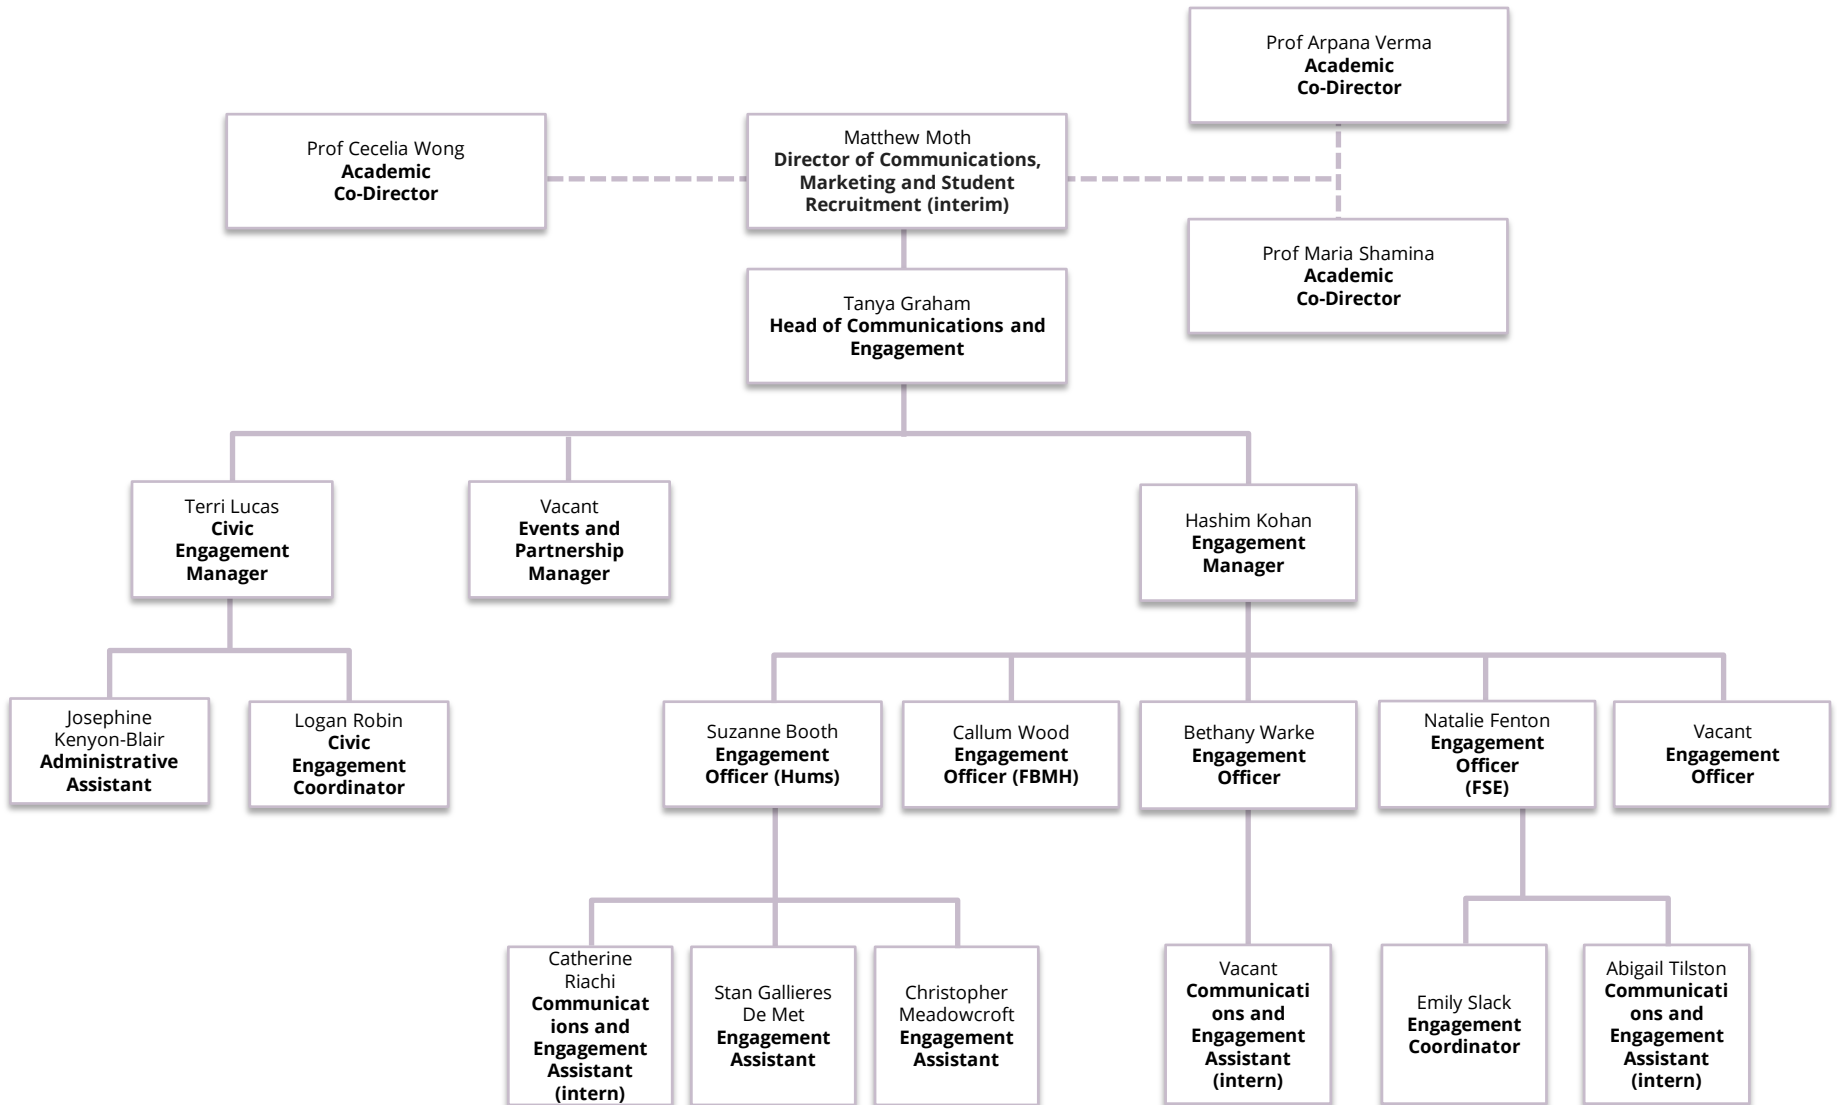 Prof Arpana Verma
Academic
Co-Director
Prof Cecelia Wong
Academic
Co-Director
Matthew Moth
Director of Communications,
Marketing and Student
Recruitment (interim)
Prof Maria Shamina
Academic
Co-Director
Tanya Graham
Head of Communications and
Engagement
Terri Lucas
Civic
Engagement
Manager
Vacant
Events and
Partnership
Manager
Hashim Kohan
Engagement
Manager
Josephine
Kenyon-Blair
Administrative
Assistant
Logan Robin
Civic
Engagement
Coordinator
Suzanne Booth
Engagement
Officer (Hums)
Callum Wood
Engagement
Officer (FBMH)
Bethany Warke
Engagement
Officer
Natalie Fenton
Engagement
Officer
(FSE)
Vacant
Engagement
Officer
Catherine
Riachi
Communicat
ions and
Engagement
Assistant
(intern)
Stan Gallieres
De Met
Engagement
Assistant
Christopher
Meadowcroft
Engagement
Assistant
Vacant
Communicati
ons and
Engagement
Assistant
(intern)
Emily Slack
Engagement
Coordinator
Abigail Tilston
Communicati
ons and
Engagement
Assistant
(intern)